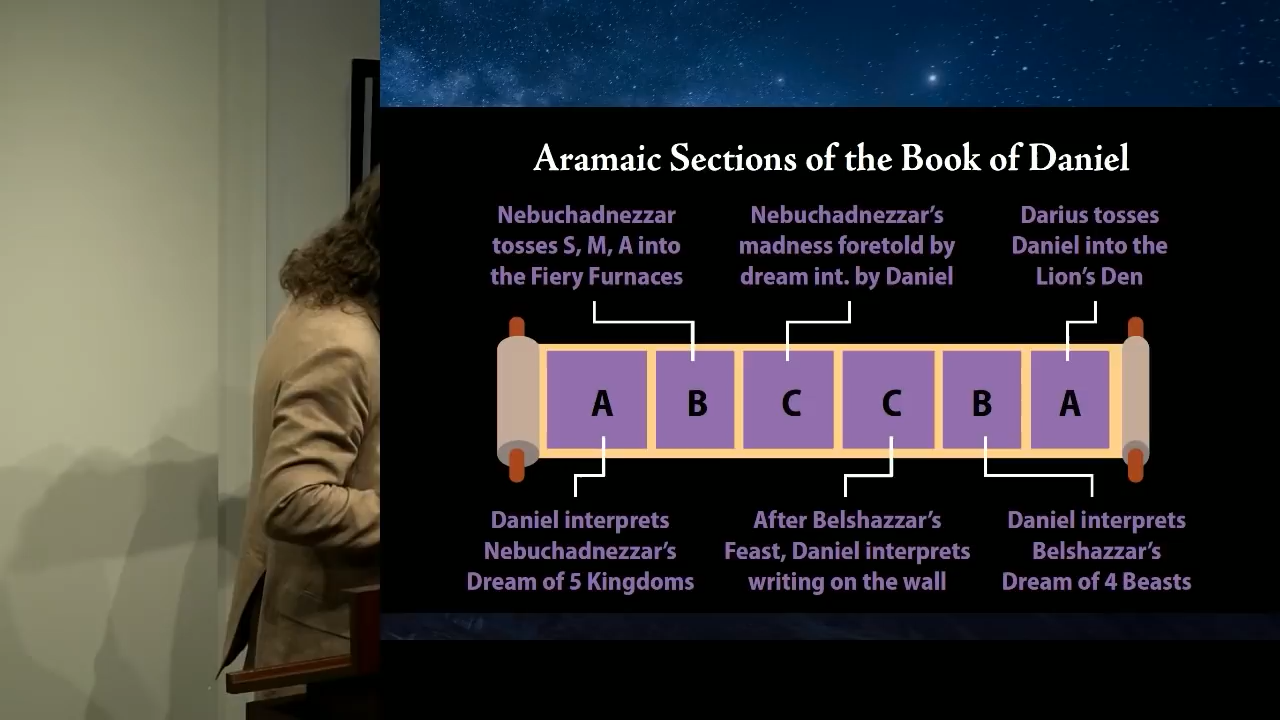 Aramaic Sections of the Book of Daniel
Nebuchadnezzar
tosses S, M, A into
the Fiery Furnaces
Nebuchadnezzar’s
madness foretold by
dream int. by Daniel
Darius tosses
Daniel into the
Lion’s Den
A
B
C
C
B
A
Daniel interprets
Nebuchadnezzar’s
Dream of 5 Kingdoms
After Belshazzar’s
Feast, Daniel interprets
writing on the wall
Daniel interprets
Belshazzar’s
Dream of 4 Beasts